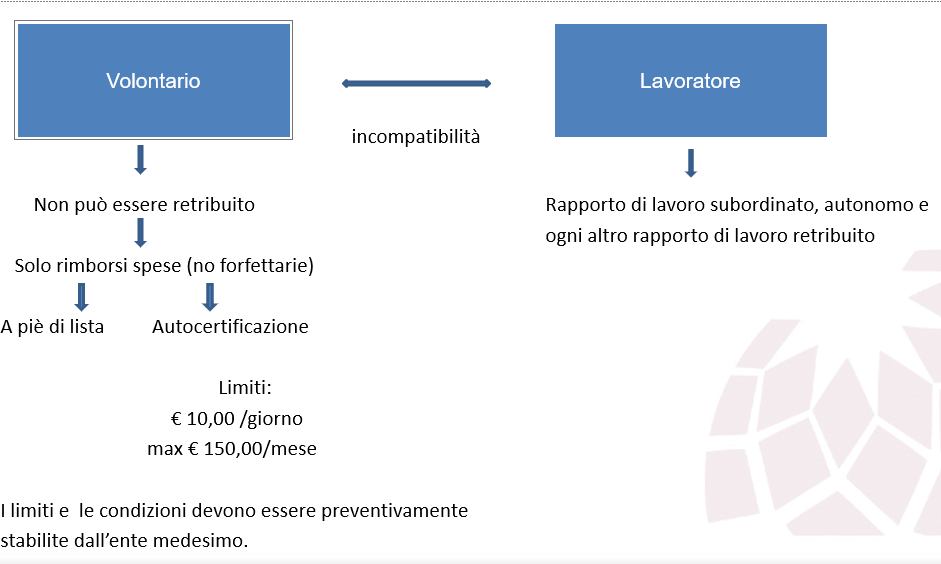 Volontario
Lavoratore
incompatibilità
Non può essere retribuito
Rapporto di lavoro subordinato, autonomo e
ogni altro rapporto di lavoro retribuito
Solo rimborsi spese (no forfettarie)
A piè di lista
Autocertificazione
Limiti:
€ 10,00 /giorno
max € 150,00/mese
I limiti e  le condizioni devono essere preventivamente
stabilite dall’ente medesimo.